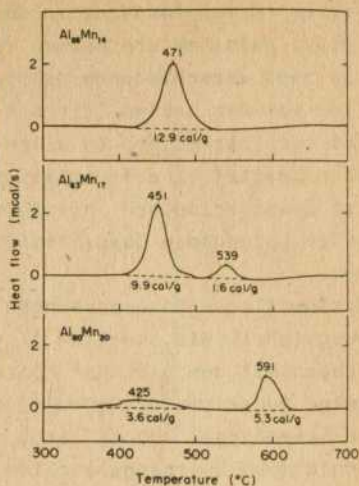 Al₈₆Mn₁₄
471
2
0
12.9 cal/g
Al₈₃Mn₁₇
451
2
539
0
9.9 cal/g 1.6 cal/g
Heat flow (mcal/s)
Al₈₀Mn₂₀
2
591
425
0
3.6 cal/g 5.3 cal/g
300 400 500 600 700
Temperature (°C)